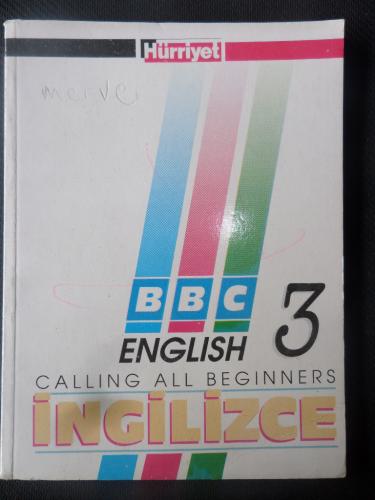 Hürriyet
merve
BBC
ENGLISH 3
CALLING ALL BEGINNERS
İNGİLİZCE